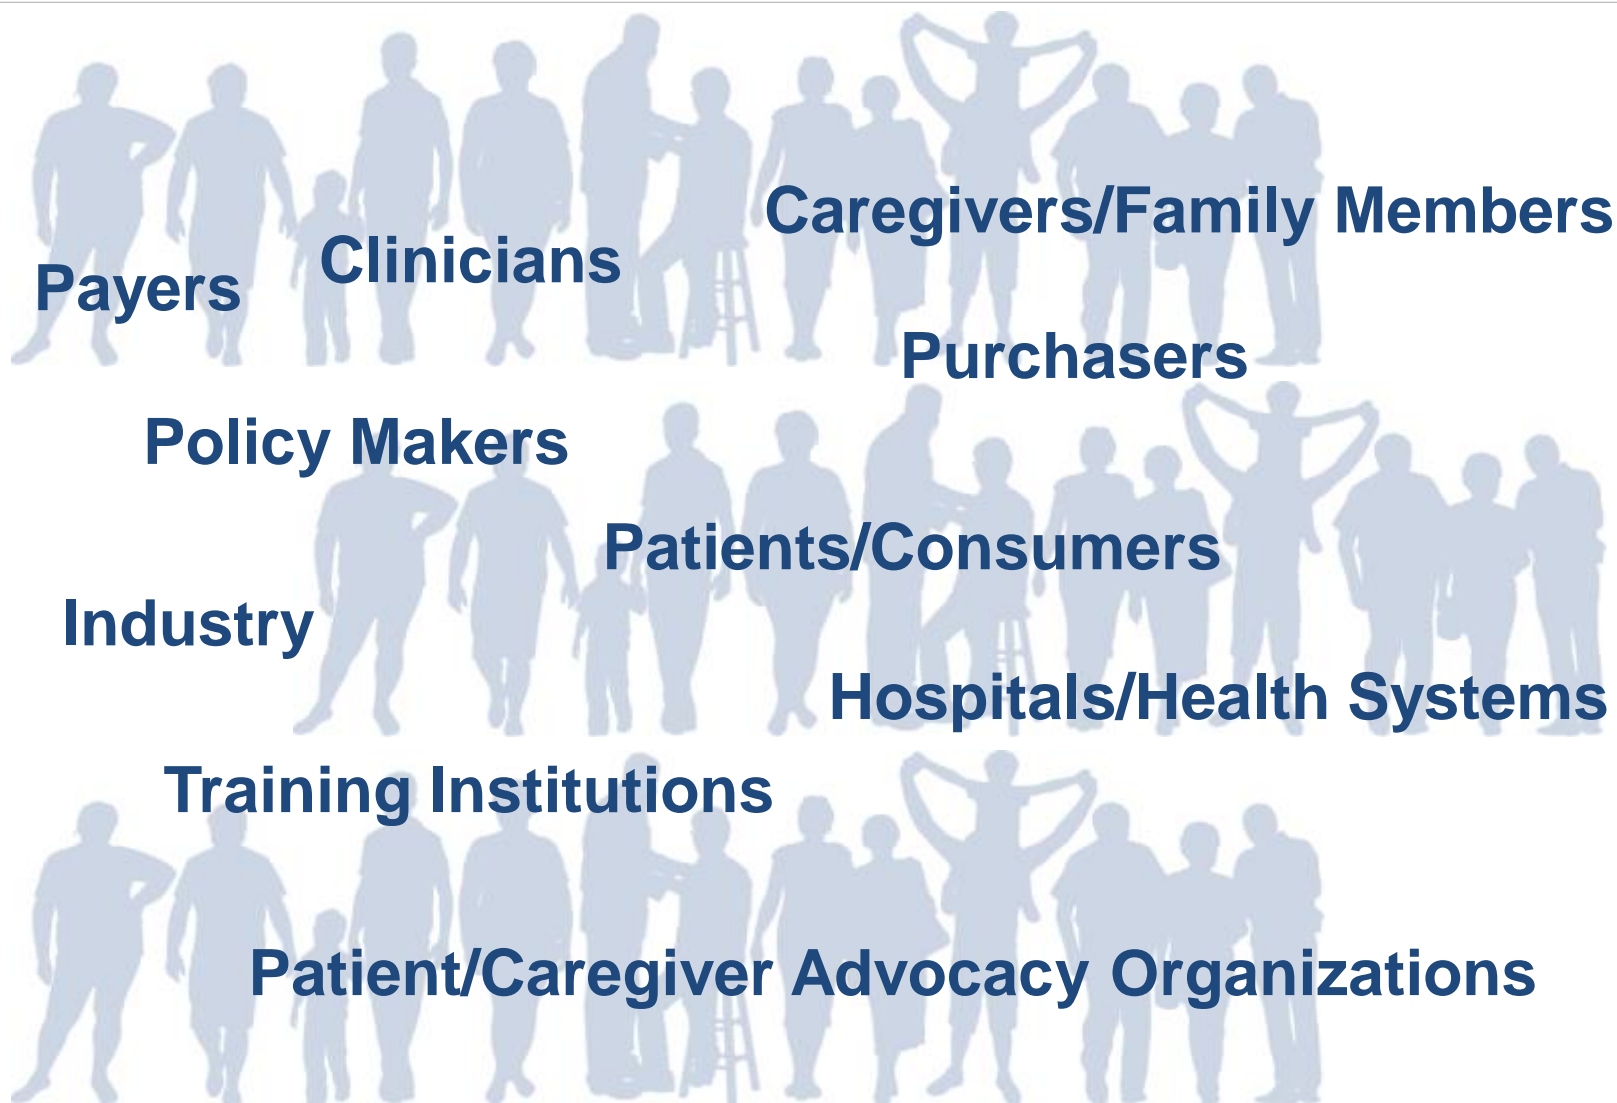 Caregivers/Family Members
Clinicians
Payers
Purchasers
Policy Makers
Patients/Consumers
Industry
Hospitals/Health Systems
Training Institutions
Patient/Caregiver Advocacy Organizations